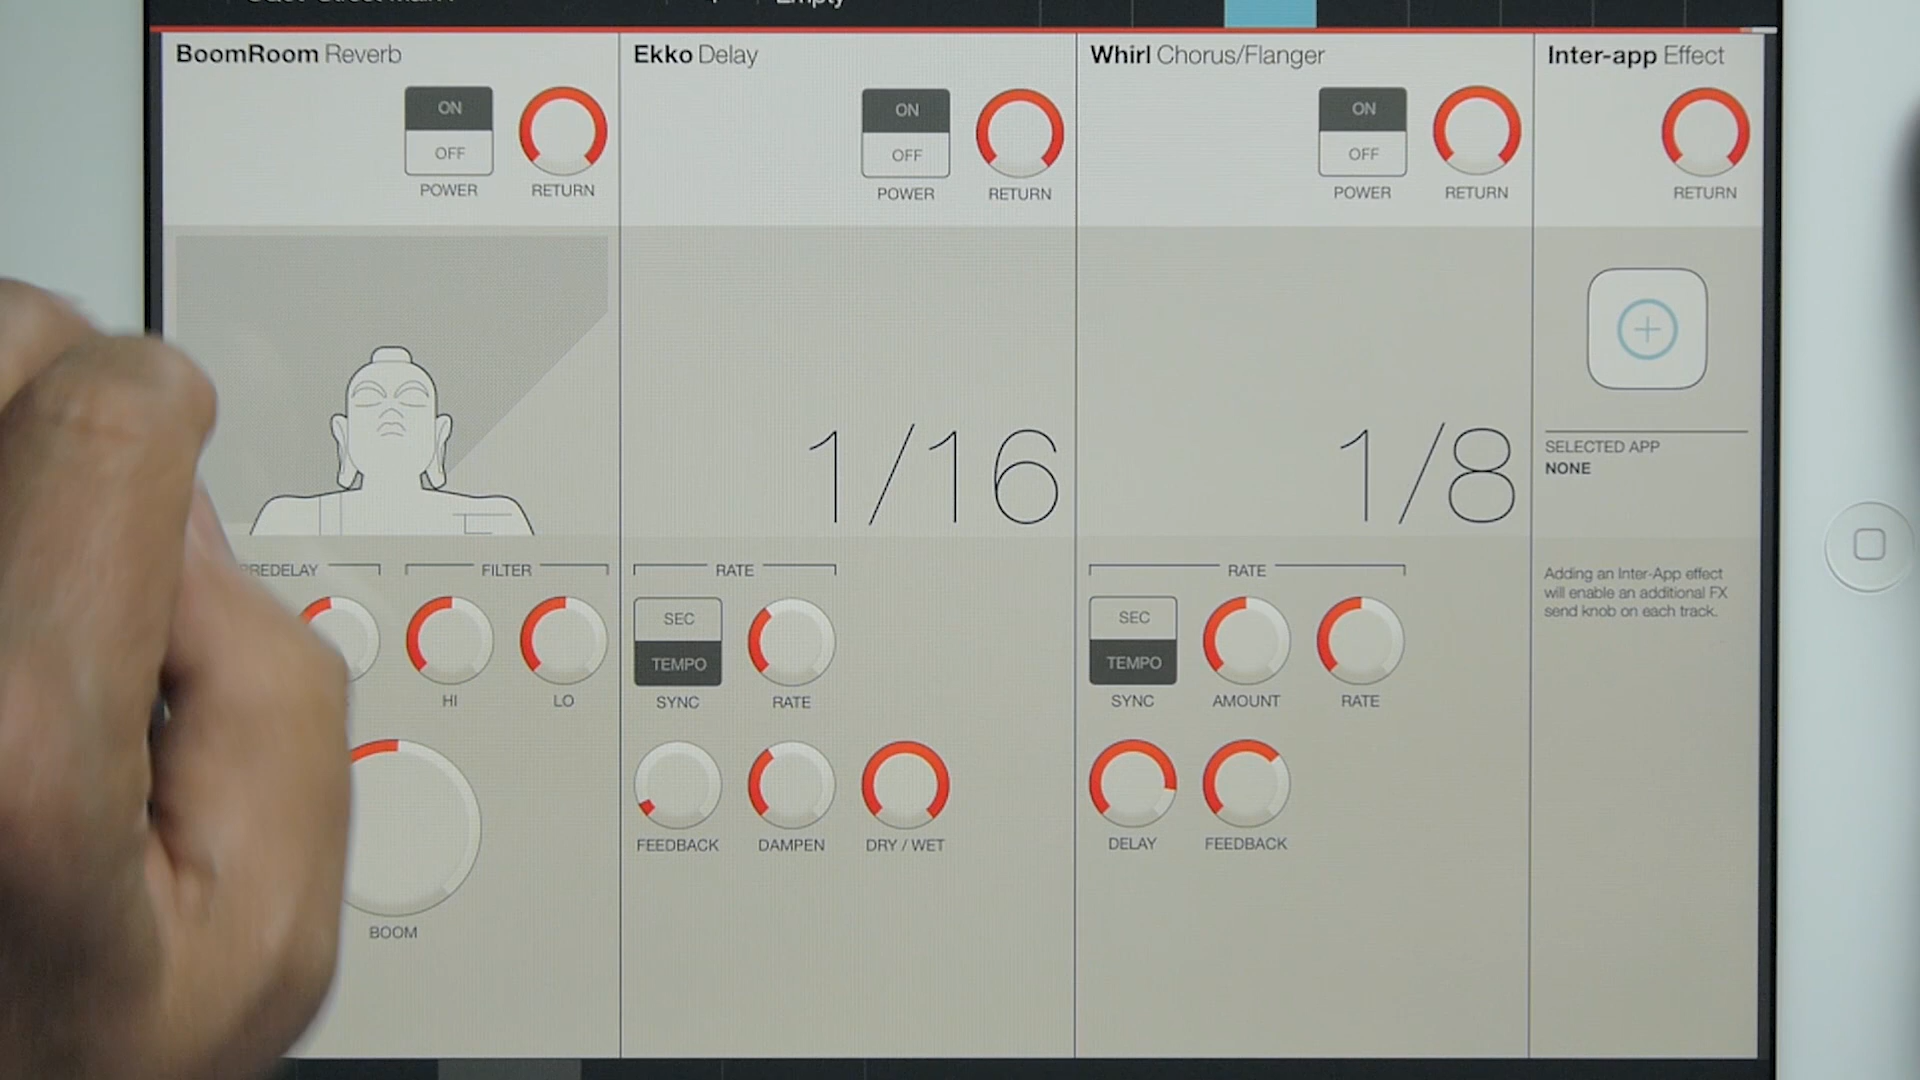 Empty
BoomRoom Reverb
ON
OFF
POWER
RETURN
PREDELAY
FILTER
HI
LO
BOOM
Ekko Delay
ON
OFF
POWER
RETURN
1/16
RATE
SEC
TEMPO
SYNC
RATE
FEEDBACK
DAMPEN
DRY / WET
Whirl Chorus/Flanger
ON
OFF
POWER
RETURN
1/8
RATE
SEC
TEMPO
SYNC
AMOUNT
RATE
DELAY
FEEDBACK
Inter-app Effect
RETURN
SELECTED APP
NONE
Adding an Inter-App effect
will enable an additional FX
send knob on each track.